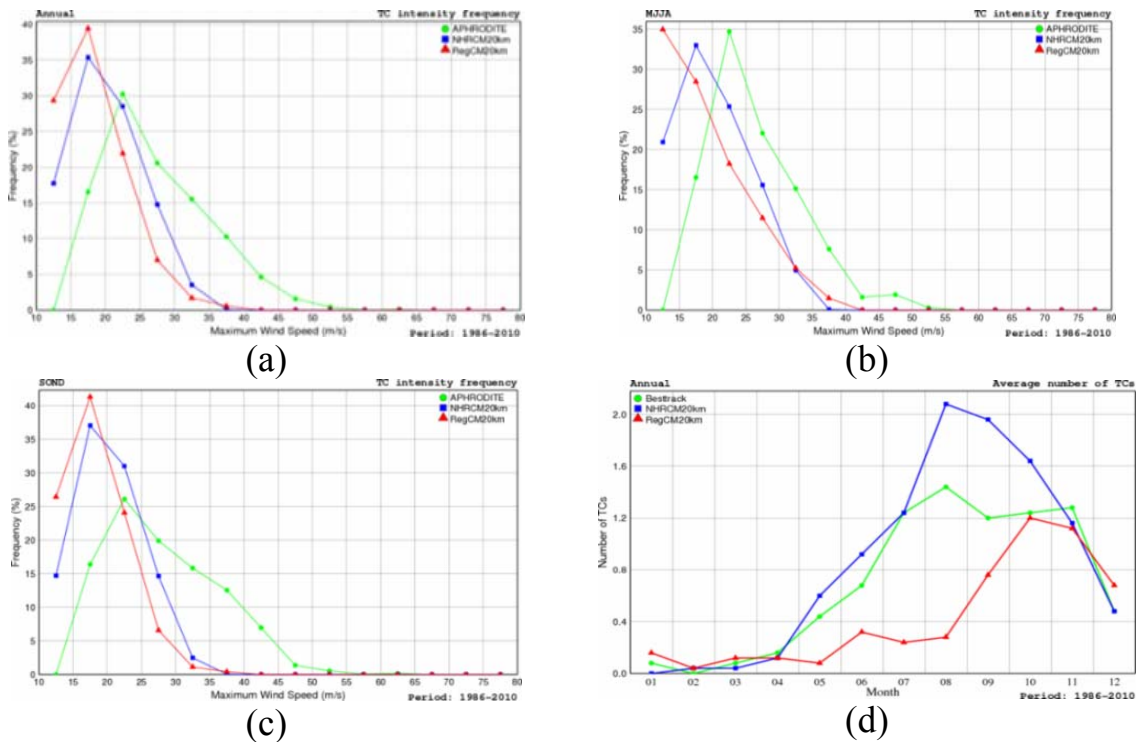 Annual TC intensity frequency
APHRODITE
NHRCM20km
RegCM20km
Frequency (%)
40
35
30
25
20
15
10
5
0
10 15 20 25 30 35 40 45 50 55 60 65 70 75 80
Maximum Wind Speed (m/s)
Period: 1986-2010
(a)
MJJA TC intensity frequency
APHRODITE
NHRCM20km
RegCM20km
Frequency (%)
35
30
25
20
15
10
5
0
10 15 20 25 30 35 40 45 50 55 60 65 70 75 80
Maximum Wind Speed (m/s)
Period: 1986-2010
(b)
SOND TC intensity frequency
APHRODITE
NHRCM20km
RegCM20km
Frequency (%)
40
35
30
25
20
15
10
5
0
10 15 20 25 30 35 40 45 50 55 60 65 70 75 80
Maximum Wind Speed (m/s)
Period: 1986-2010
(c)
Annual Average number of TCs
Bestrack
NHRCM20km
RegCM20km
Number of TCs
2.0
1.6
1.2
0.8
0.4
0.0
01 02 03 04 05 06 07 08 09 10 11 12
Month
Period: 1986-2010
(d)